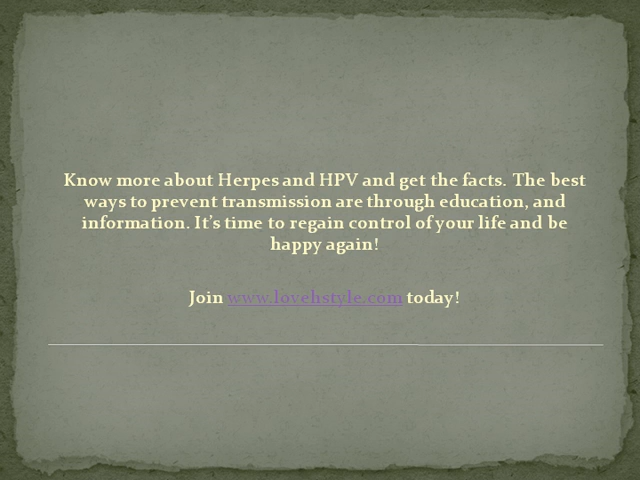 Know more about Herpes and HPV and get the facts. The best
ways to prevent transmission are through education, and
information. It’s time to regain control of your life and be
happy again!
Join www.lovehstyle.com today!